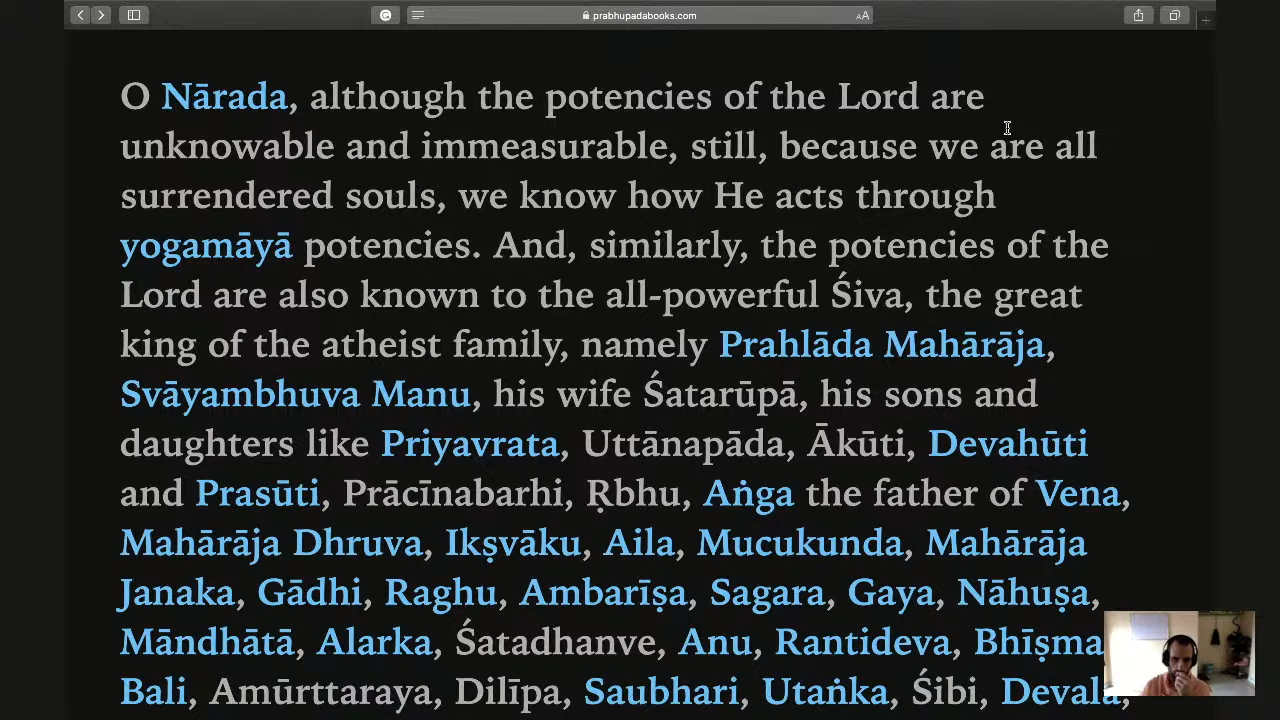 prabhupadabooks.com
AA
O Nārada, although the potencies of the Lord are
unknowable and immeasurable, still, because we are all
surrendered souls, we know how He acts through
yogamāyā potencies. And, similarly, the potencies of the
Lord are also known to the all-powerful Śiva, the great
king of the atheist family, namely Prahlāda Mahārāja,
Svāyambhuva Manu, his wife Śatarūpā, his sons and
daughters like Priyavrata, Uttānapāda, Ākūti, Devahūti
and Prasūti, Prācīnabarhi, Ṛbhu, Aṅga the father of Vena,
Mahārāja Dhruva, Ikṣvāku, Aila, Mucukunda, Mahārāja
Janaka, Gādhi, Raghu, Ambarīṣa, Sagara, Gaya, Nāhuṣa,
Māndhātā, Alarka, Śatadhanve, Anu, Rantideva, Bhīṣma
Bali, Amūrttaraya, Dilīpa, Saubhari, Utaṅka, Śibi, Devala,